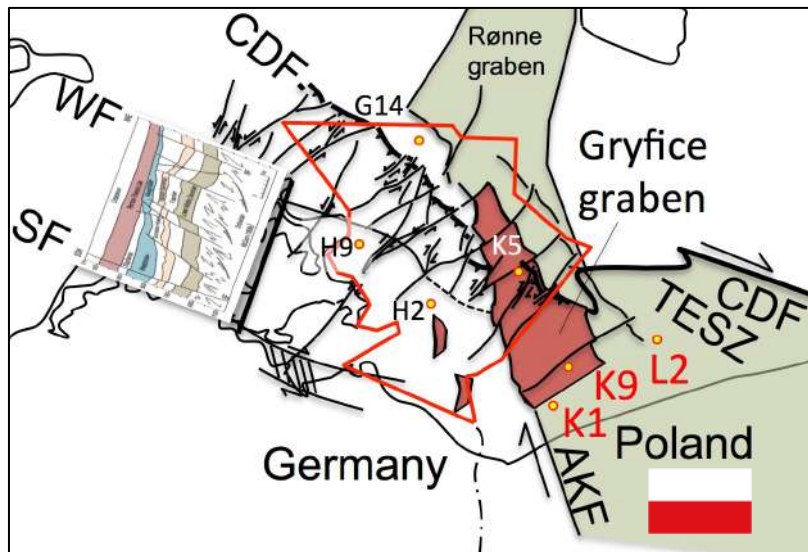 CDF
Rønne
graben
WF
G14
Gryfice
graben
SF
H9
K5
H2
CDF
TESZ
L2
K9
K1
Germany
Poland
AKF